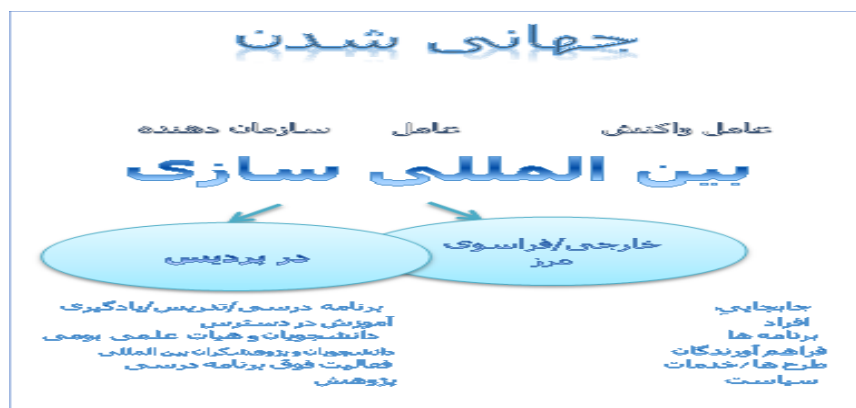 جهانی شدن
عامل واکنش عامل سازمان دهنده
بین المللی سازی
خارجی/فراسوی
مرز
در پردیس
جابجایی
افراد
برنامه ها
فراهم آورندگان
طرح ها/خدمات
سیاست
برنامه درسی/تدریس/یادگیری
آموزش در دسترس
دانشجویان و هیات علمی بومی
دانشجویان و پژوهشگران بین المللی
فعالیت فوق برنامه درسی
پژوهش